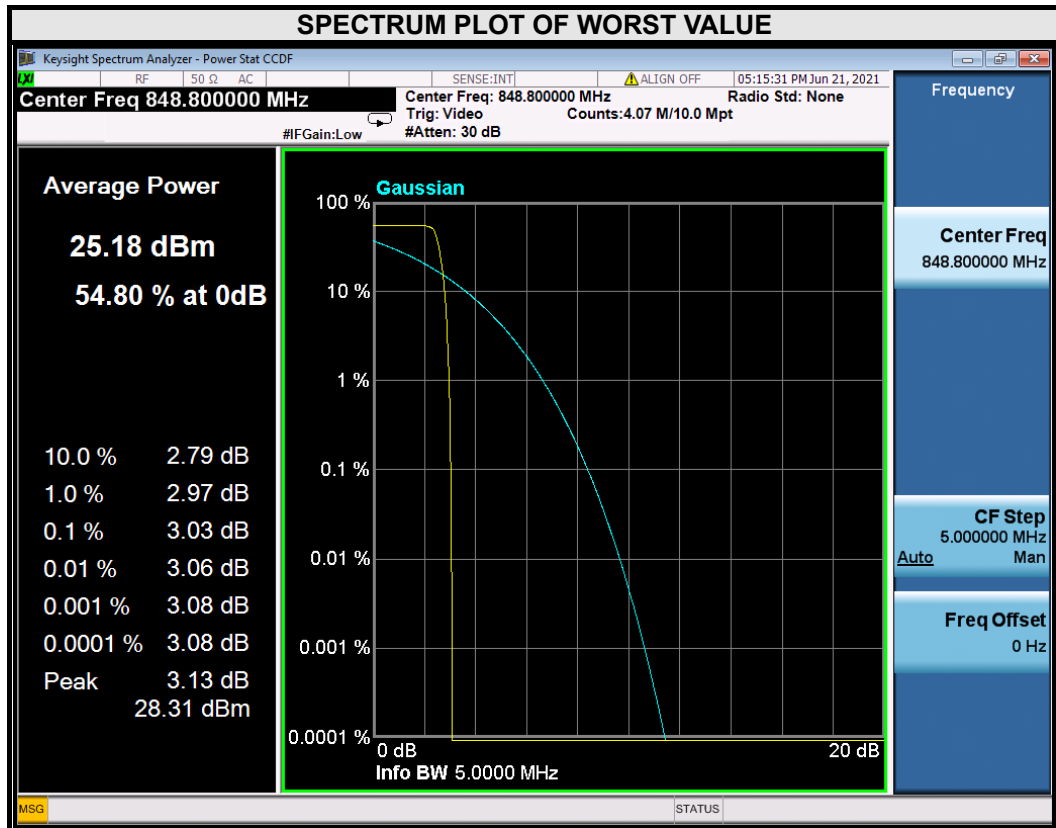 SPECTRUM PLOT OF WORST VALUE
Keysight Spectrum Analyzer - Power Stat CCDF
LXI RF 50 Ω AC SENSE:INT ALIGN OFF 05:15:31 PM Jun 21, 2021
Center Freq 848.800000 MHz
Center Freq: 848.800000 MHz Radio Std: None
Trig: Video Counts:4.07 M/10.0 Mpt
#IFGain:Low #Atten: 30 dB
Frequency
Average Power
25.18 dBm
54.80 % at 0dB
10.0 % 2.79 dB
1.0 % 2.97 dB
0.1 % 3.03 dB
0.01 % 3.06 dB
0.001 % 3.08 dB
0.0001 % 3.08 dB
Peak 3.13 dB
28.31 dBm
Gaussian
100 %
10 %
1 %
0.1 %
0.01 %
0.001 %
0.0001 %
0 dB 20 dB
Info BW 5.0000 MHz
Center Freq
848.800000 MHz
CF Step
5.000000 MHz
Auto Man
Freq Offset
0 Hz
MSG STATUS